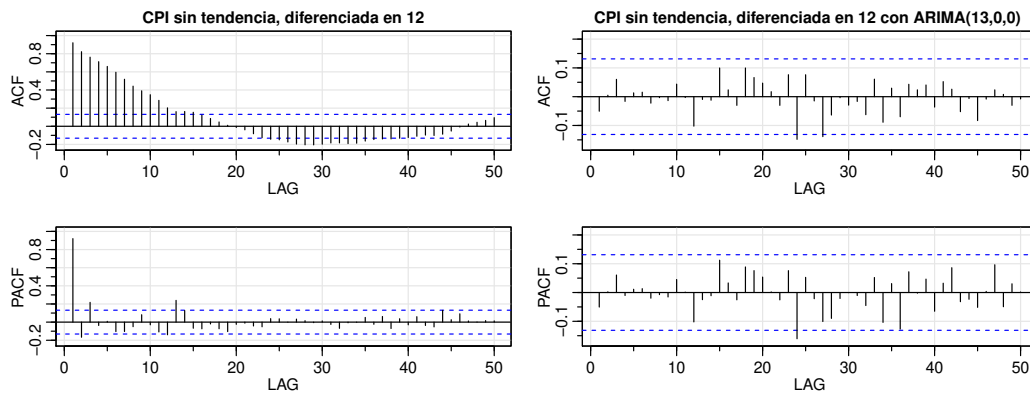 CPI sin tendencia, diferenciada en 12
ACF
−0.2 0.4 0.8
0 10 20 30 40 50
LAG
PACF
−0.2 0.4 0.8
0 10 20 30 40 50
LAG
CPI sin tendencia, diferenciada en 12 con ARIMA(13,0,0)
ACF
−0.1 0.1
0 10 20 30 40 50
LAG
PACF
−0.1 0.1
0 10 20 30 40 50
LAG